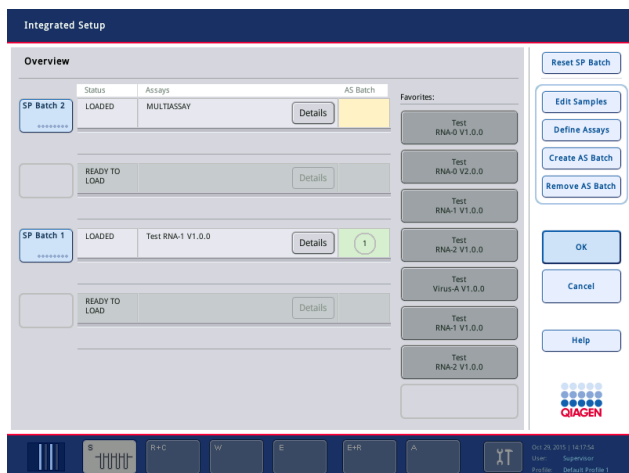 Integrated Setup
Overview
Status
Assays
AS Batch
SP Batch 2
LOADED
MULTIASSAY
Details
READY TO
LOAD
Details
SP Batch 1
LOADED
Test RNA-1 V1.0.0
Details
1
READY TO
LOAD
Details
Favorites:
Test
RNA-0 V1.0.0
Test
RNA-0 V2.0.0
Test
RNA-1 V1.0.0
Test
RNA-2 V1.0.0
Test
Virus-A V1.0.0
Test
RNA-1 V1.0.0
Test
RNA-2 V1.0.0
Reset SP Batch
Edit Samples
Define Assays
Create AS Batch
Remove AS Batch
OK
Cancel
Help
QIAGEN
S
R+C
W
E
E+R
A
Oct 29, 2015 | 14:17:54
User: Supervisor
Profile: Default Profile 1